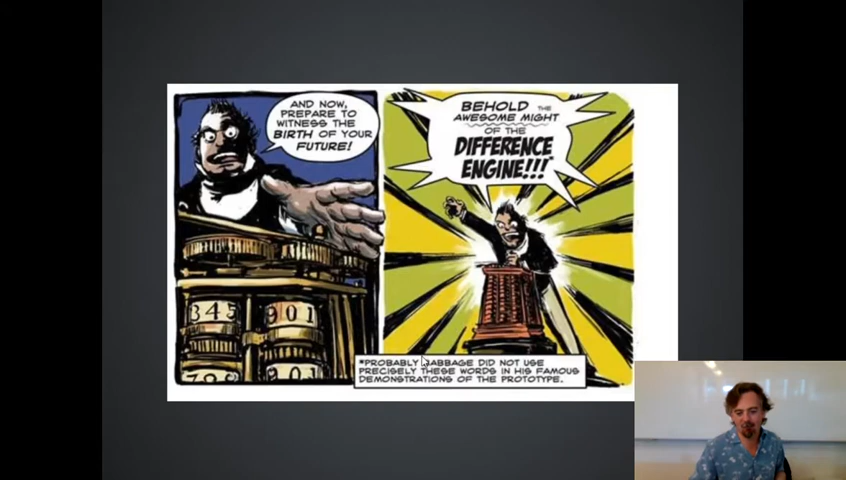 AND NOW,
PREPARE TO
WITNESS THE
BIRTH OF YOUR
FUTURE!
BEHOLD THE
AWESOME MIGHT
OF THE
DIFFERENCE
ENGINE!!!*
345 901
*PROBABLY BABBAGE DID NOT USE
PRECISELY THESE WORDS IN HIS FAMOUS
DEMONSTRATIONS OF THE PROTOTYPE.